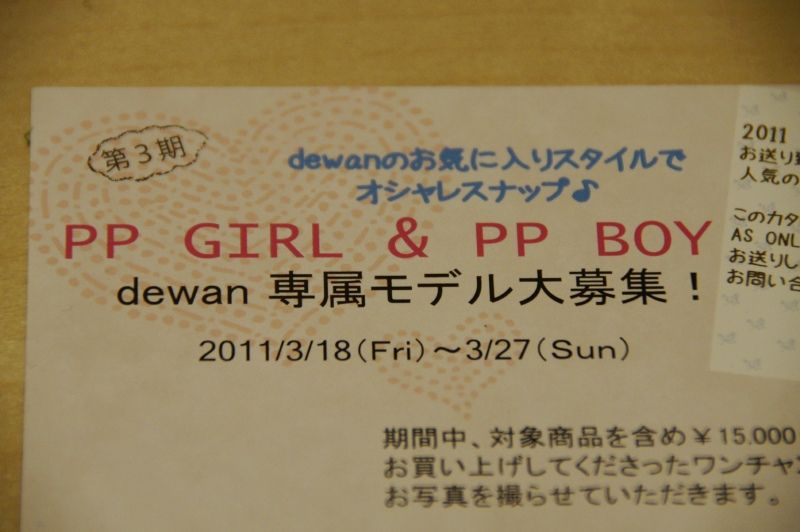 第3期
dewanのお気に入りスタイルで
オシャレスナップ♪
PP GIRL & PP BOY
dewan 専属モデル大募集！
2011/3/18(Fri)～3/27(Sun)
期間中、対象商品を含め￥15.000
お買い上げしてくださったワンチャン
お写真を撮らせていただきます。
2011
お送り
人気の
このカタ
AS ONL
お送りし
お問い合